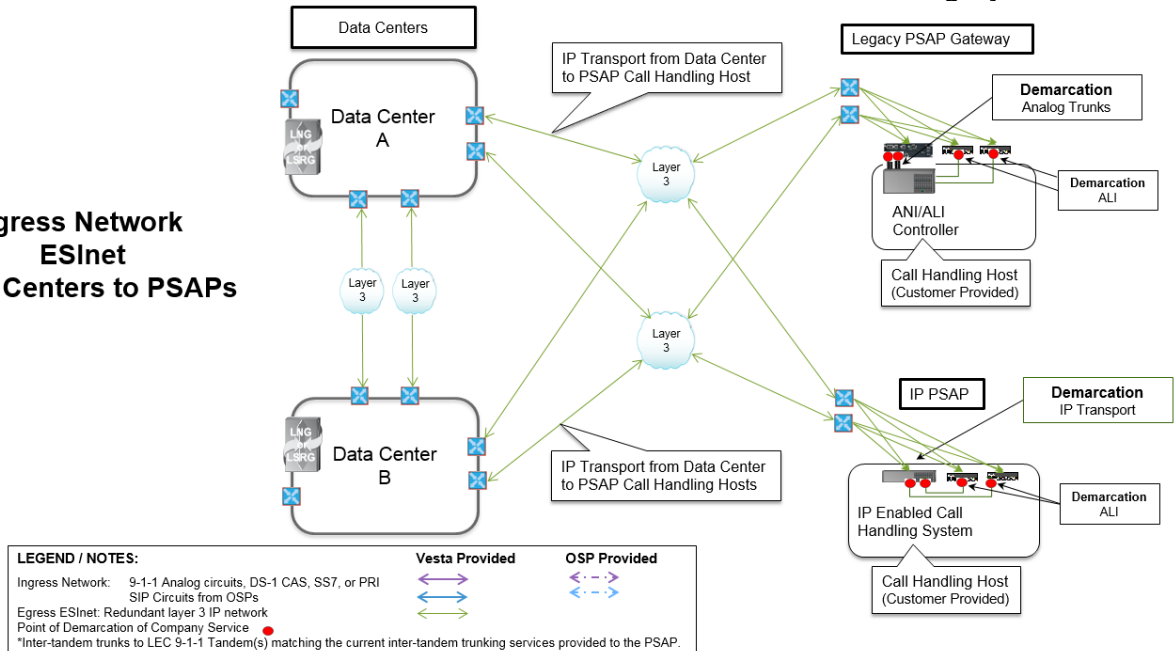 Data Centers
Legacy PSAP Gateway
IP Transport from Data Center
to PSAP Call Handling Host
Demarcation
Analog Trunks
Data Center
A
LNG
LSRG
Layer
3
Demarcation
ALI
ANI/ALI
Controller
gress Network
ESInet
Centers to PSAPs
Layer
3
Layer
3
Call Handling Host
(Customer Provided)
Layer
3
IP PSAP
Demarcation
IP Transport
LNG
LSRG
Data Center
B
IP Transport from Data Center
to PSAP Call Handling Hosts
Demarcation
ALI
IP Enabled Call
Handling System
Call Handling Host
(Customer Provided)
LEGEND / NOTES:
Vesta Provided
OSP Provided
Ingress Network: 9-1-1 Analog circuits, DS-1 CAS, SS7, or PRI
SIP Circuits from OSPs
Egress ESInet: Redundant layer 3 IP network
Point of Demarcation of Company Service
*Inter-tandem trunks to LEC 9-1-1 Tandem(s) matching the current inter-tandem trunking services provided to the PSAP.